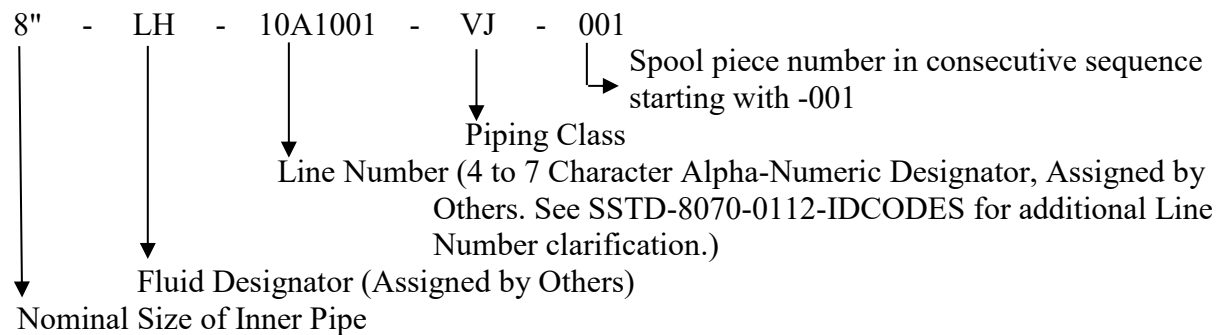 8" - LH - 10A1001 - VJ - 001
Spool piece number in consecutive sequence
starting with -001
Piping Class
Line Number (4 to 7 Character Alpha-Numeric Designator, Assigned by
Others. See SSTD-8070-0112-IDCODES for additional Line
Number clarification.)
Fluid Designator (Assigned by Others)
Nominal Size of Inner Pipe